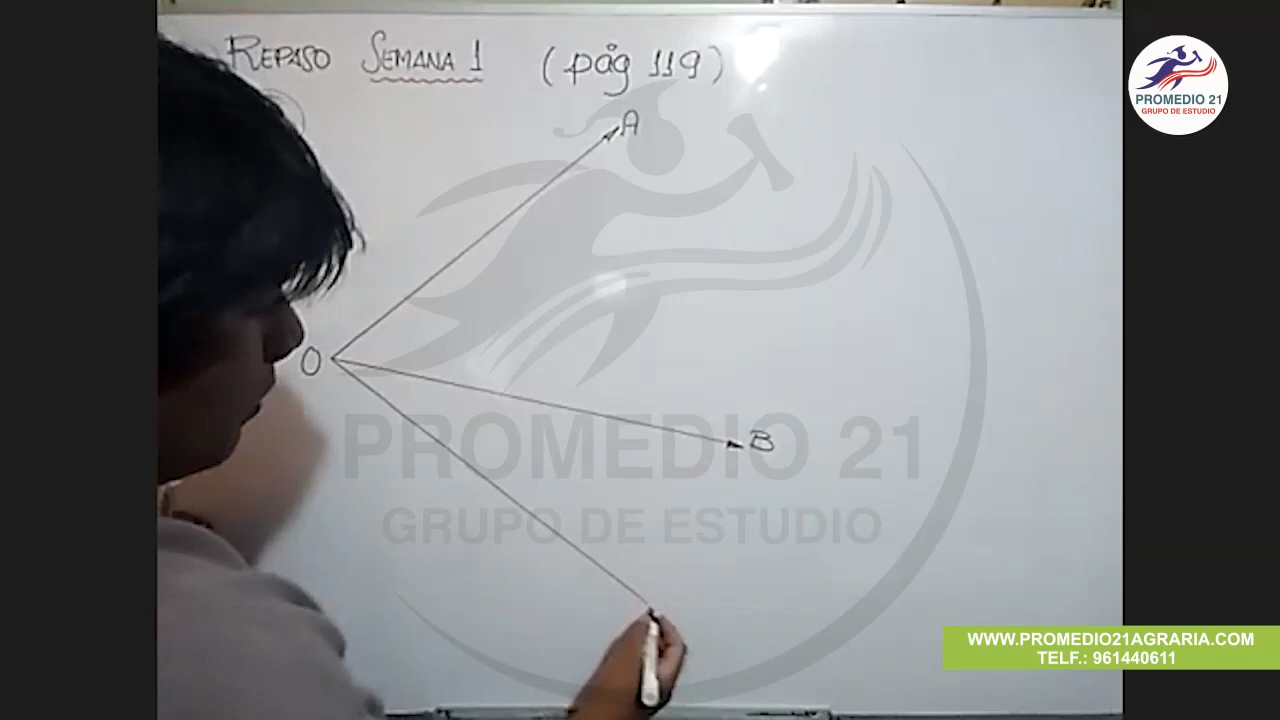 REPASO SEMANA 1 (pág 119)
A
O
B
PROMEDIO 21
GRUPO DE ESTUDIO
PROMEDIO 21
GRUPO DE ESTUDIO
WWW.PROMEDIO21AGRARIA.COM
TELF.: 961440611